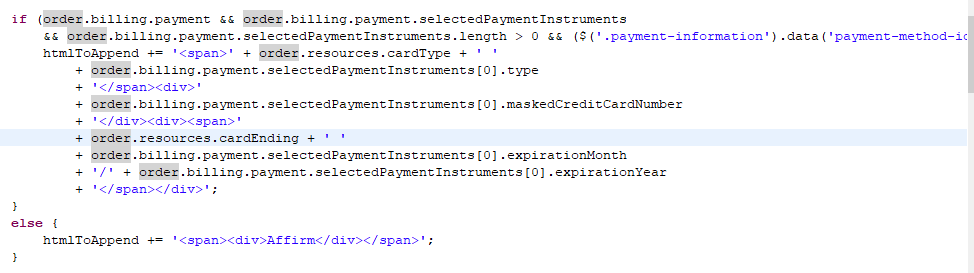 if (order.billing.payment && order.billing.payment.selectedPaymentInstruments
&& order.billing.payment.selectedPaymentInstruments.length > 0 && ($('.payment-information').data('payment-method-id
htmlToAppend += '<span>' + order.resources.cardType + ' '
+ order.billing.payment.selectedPaymentInstruments[0].type
+ '</span><div>'
+ order.billing.payment.selectedPaymentInstruments[0].maskedCreditCardNumber
+ '</div><div><span>'
+ order.resources.cardEnding + ' '
+ order.billing.payment.selectedPaymentInstruments[0].expirationMonth
+ '/' + order.billing.payment.selectedPaymentInstruments[0].expirationYear
+ '</span></div>';
}
else {
htmlToAppend += '<span><div>Affirm</div></span>';
}